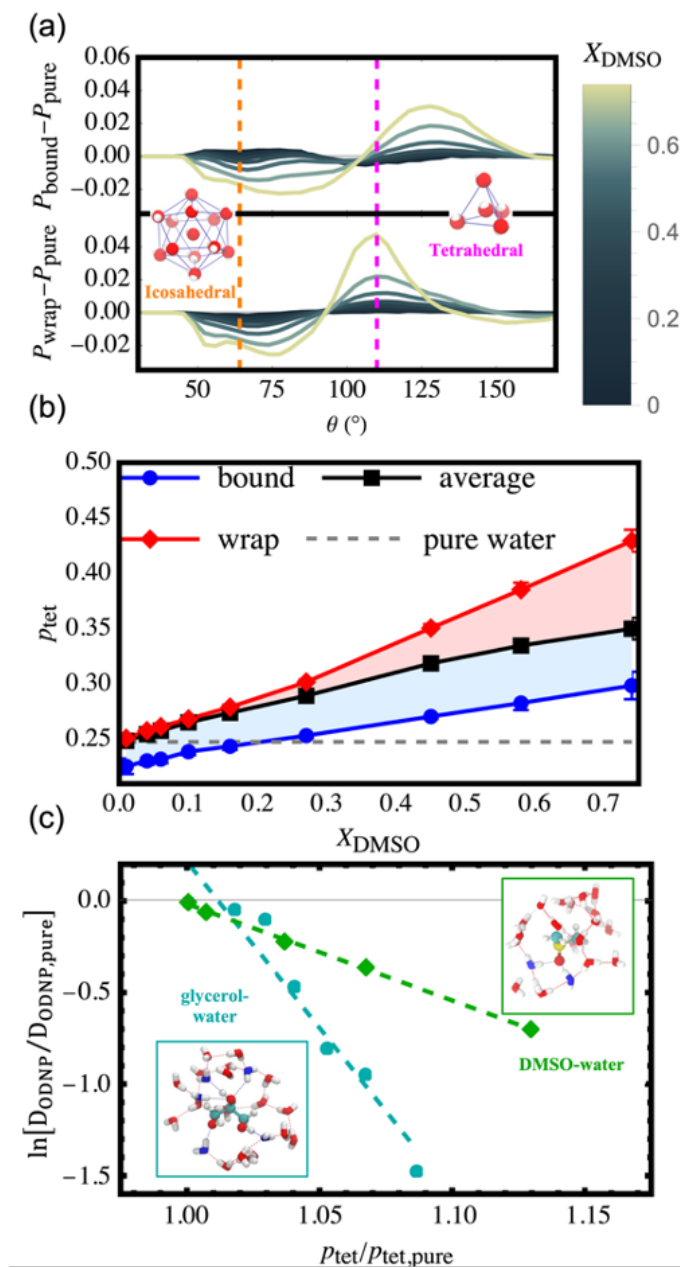 (a)
X_DMSO
P_bound−P_pure
0.06
0.04
0.02
0.00
−0.02
P_wrap−P_pure
0.04
0.02
0.00
−0.02
Icosahedral
Tetrahedral
50
75
100
125
150
θ (°)
0.6
0.4
0.2
0
(b)
p_tet
0.50
0.45
0.40
0.35
0.30
0.25
bound
average
wrap
pure water
0.0
0.1
0.2
0.3
0.4
0.5
0.6
0.7
X_DMSO
(c)
ln[D_ODNP/D_ODNP,pure]
0.0
−0.5
−1.0
−1.5
glycerol-
water
DMSO-water
1.00
1.05
1.10
1.15
p_tet/p_tet,pure